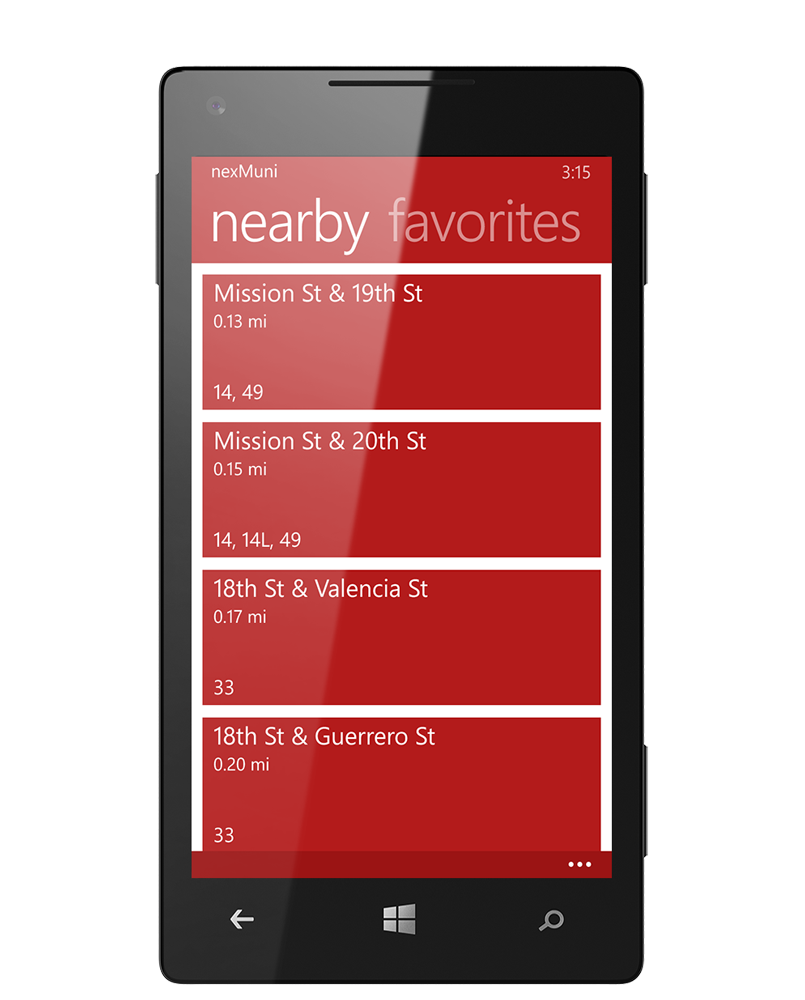 nexMuni 3:15
nearby favorites
Mission St & 19th St
0.13 mi
14, 49
Mission St & 20th St
0.15 mi
14, 14L, 49
18th St & Valencia St
0.17 mi
33
18th St & Guerrero St
0.20 mi
33